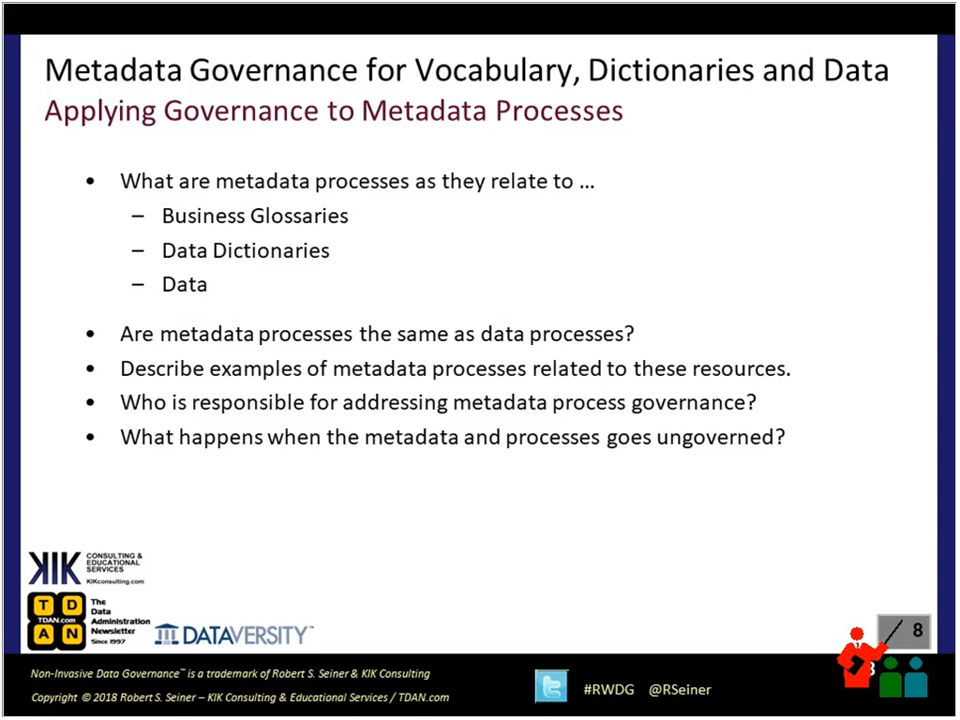 Metadata Governance for Vocabulary, Dictionaries and Data
Applying Governance to Metadata Processes
• What are metadata processes as they relate to …
– Business Glossaries
– Data Dictionaries
– Data
• Are metadata processes the same as data processes?
• Describe examples of metadata processes related to these resources.
• Who is responsible for addressing metadata process governance?
• What happens when the metadata and processes goes ungoverned?
KIK
CONSULTING &
EDUCATIONAL
SERVICES
KIKconsulting.com
T D
TDAN.com
A N
The
Data
Administration
Newsletter
Since 1997
DATAVERSITY™
8
Non-Invasive Data Governance™ is a trademark of Robert S. Seiner & KIK Consulting
Copyright © 2018 Robert S. Seiner – KIK Consulting & Educational Services / TDAN.com
#RWDG @RSeiner